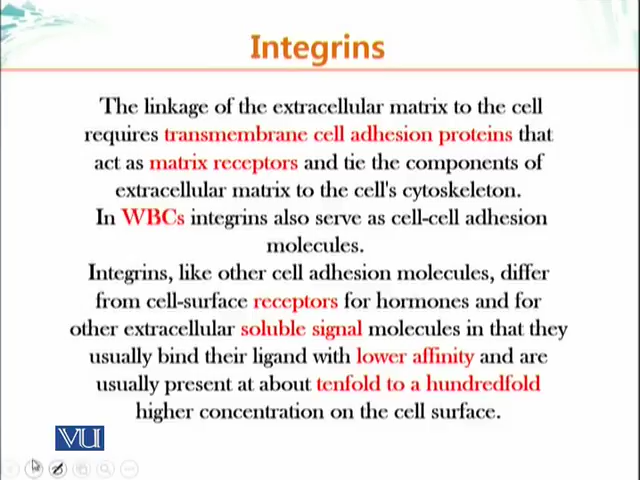 Integrins
The linkage of the extracellular matrix to the cell
requires transmembrane cell adhesion proteins that
act as matrix receptors and tie the components of
extracellular matrix to the cell's cytoskeleton.
In WBCs integrins also serve as cell-cell adhesion
molecules.
Integrins, like other cell adhesion molecules, differ
from cell-surface receptors for hormones and for
other extracellular soluble signal molecules in that they
usually bind their ligand with lower affinity and are
usually present at about tenfold to a hundredfold
higher concentration on the cell surface.
VU